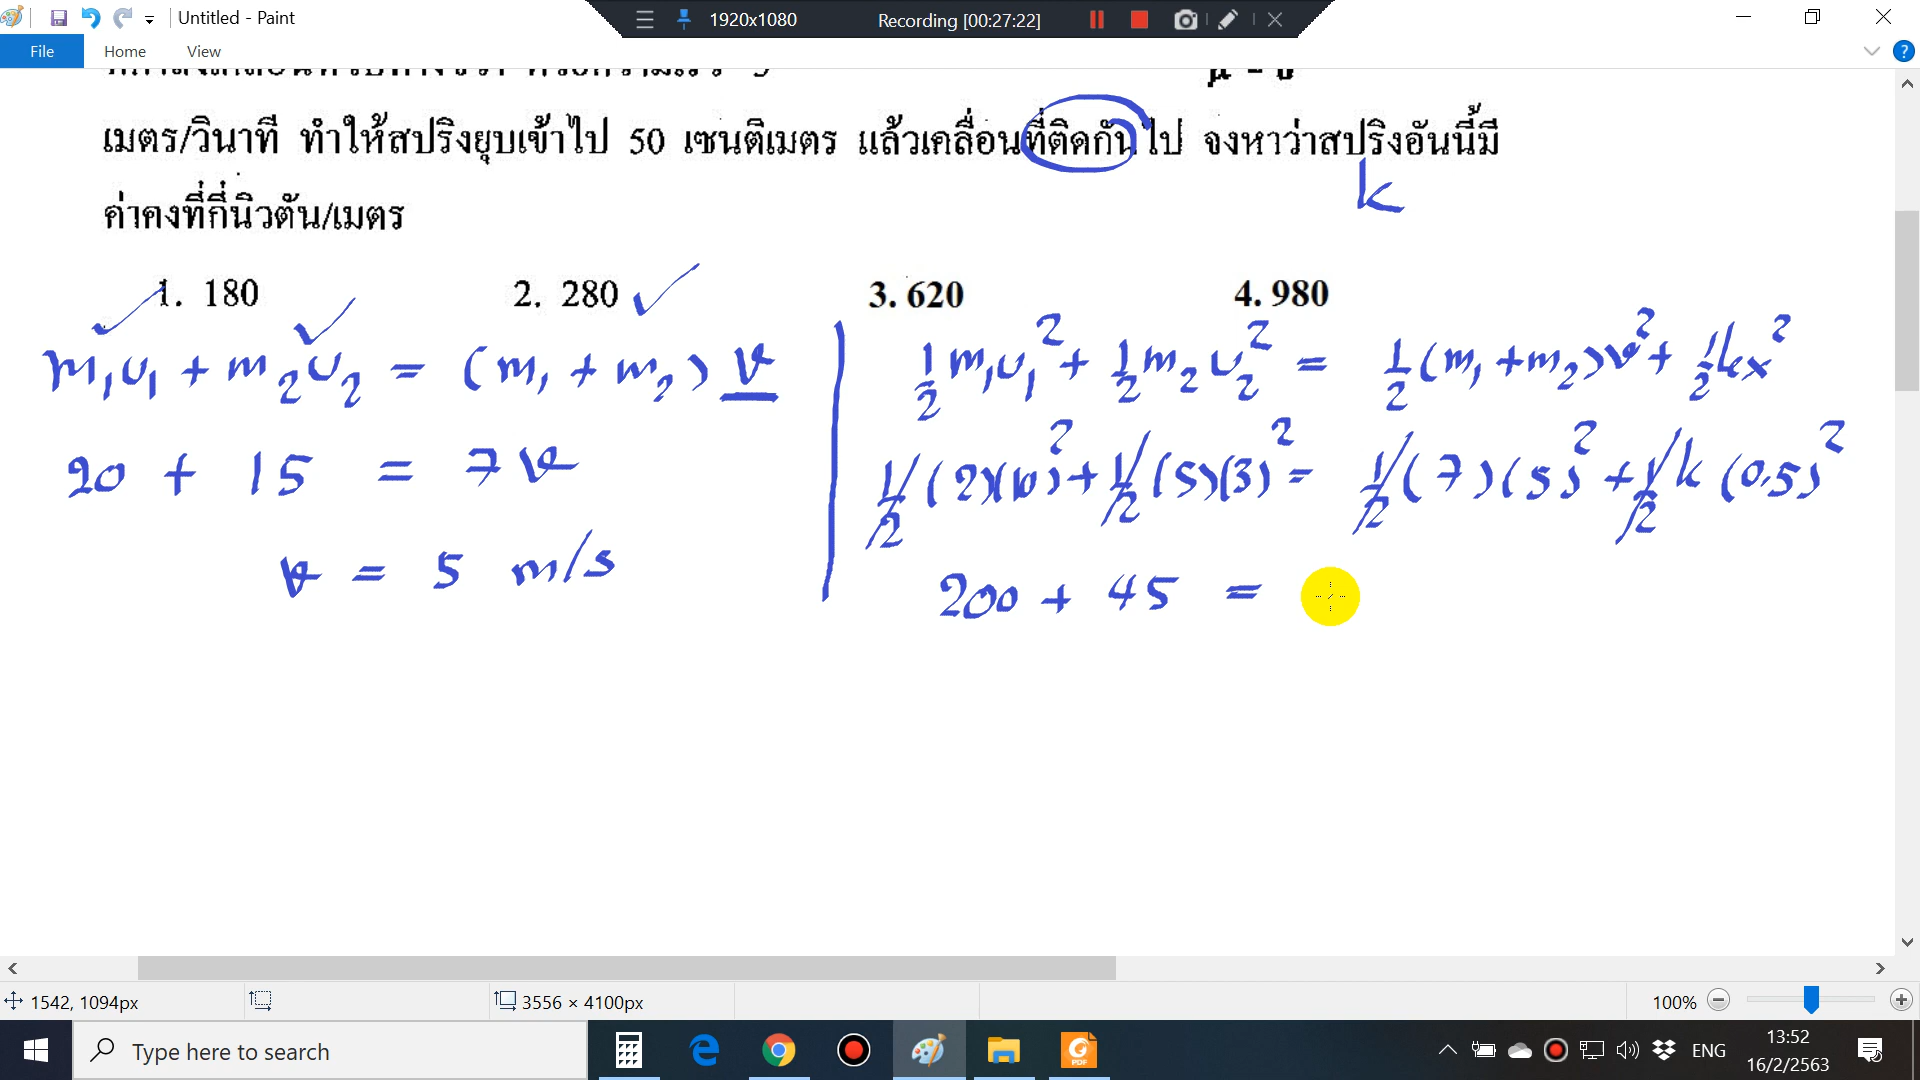 Untitled - Paint
1920x1080 Recording [00:27:22]
File Home View
เมตร/วินาที ทำให้สปริงยุบเข้าไป 50 เซนติเมตร แล้วเคลื่อนที่ติดกันไป จงหาว่าสปริงอันนี้มี
k
ค่าคงที่กี่นิวตัน/เมตร
1. 180 2. 280 3. 620 4. 980
m₁u₁ + m₂u₂ = (m₁ + m₂) v
½m₁u₁² + ½m₂u₂² = ½(m₁ + m₂)v² + ½kx²
20 + 15 = 7v
½(2)(10)² + ½(5)(3)² = ½(7)(5)² + ½k(0.5)²
v = 5 m/s
200 + 45 =
1542, 1094px 3556 × 4100px 100%
Type here to search
ENG
13:52
16/2/2563